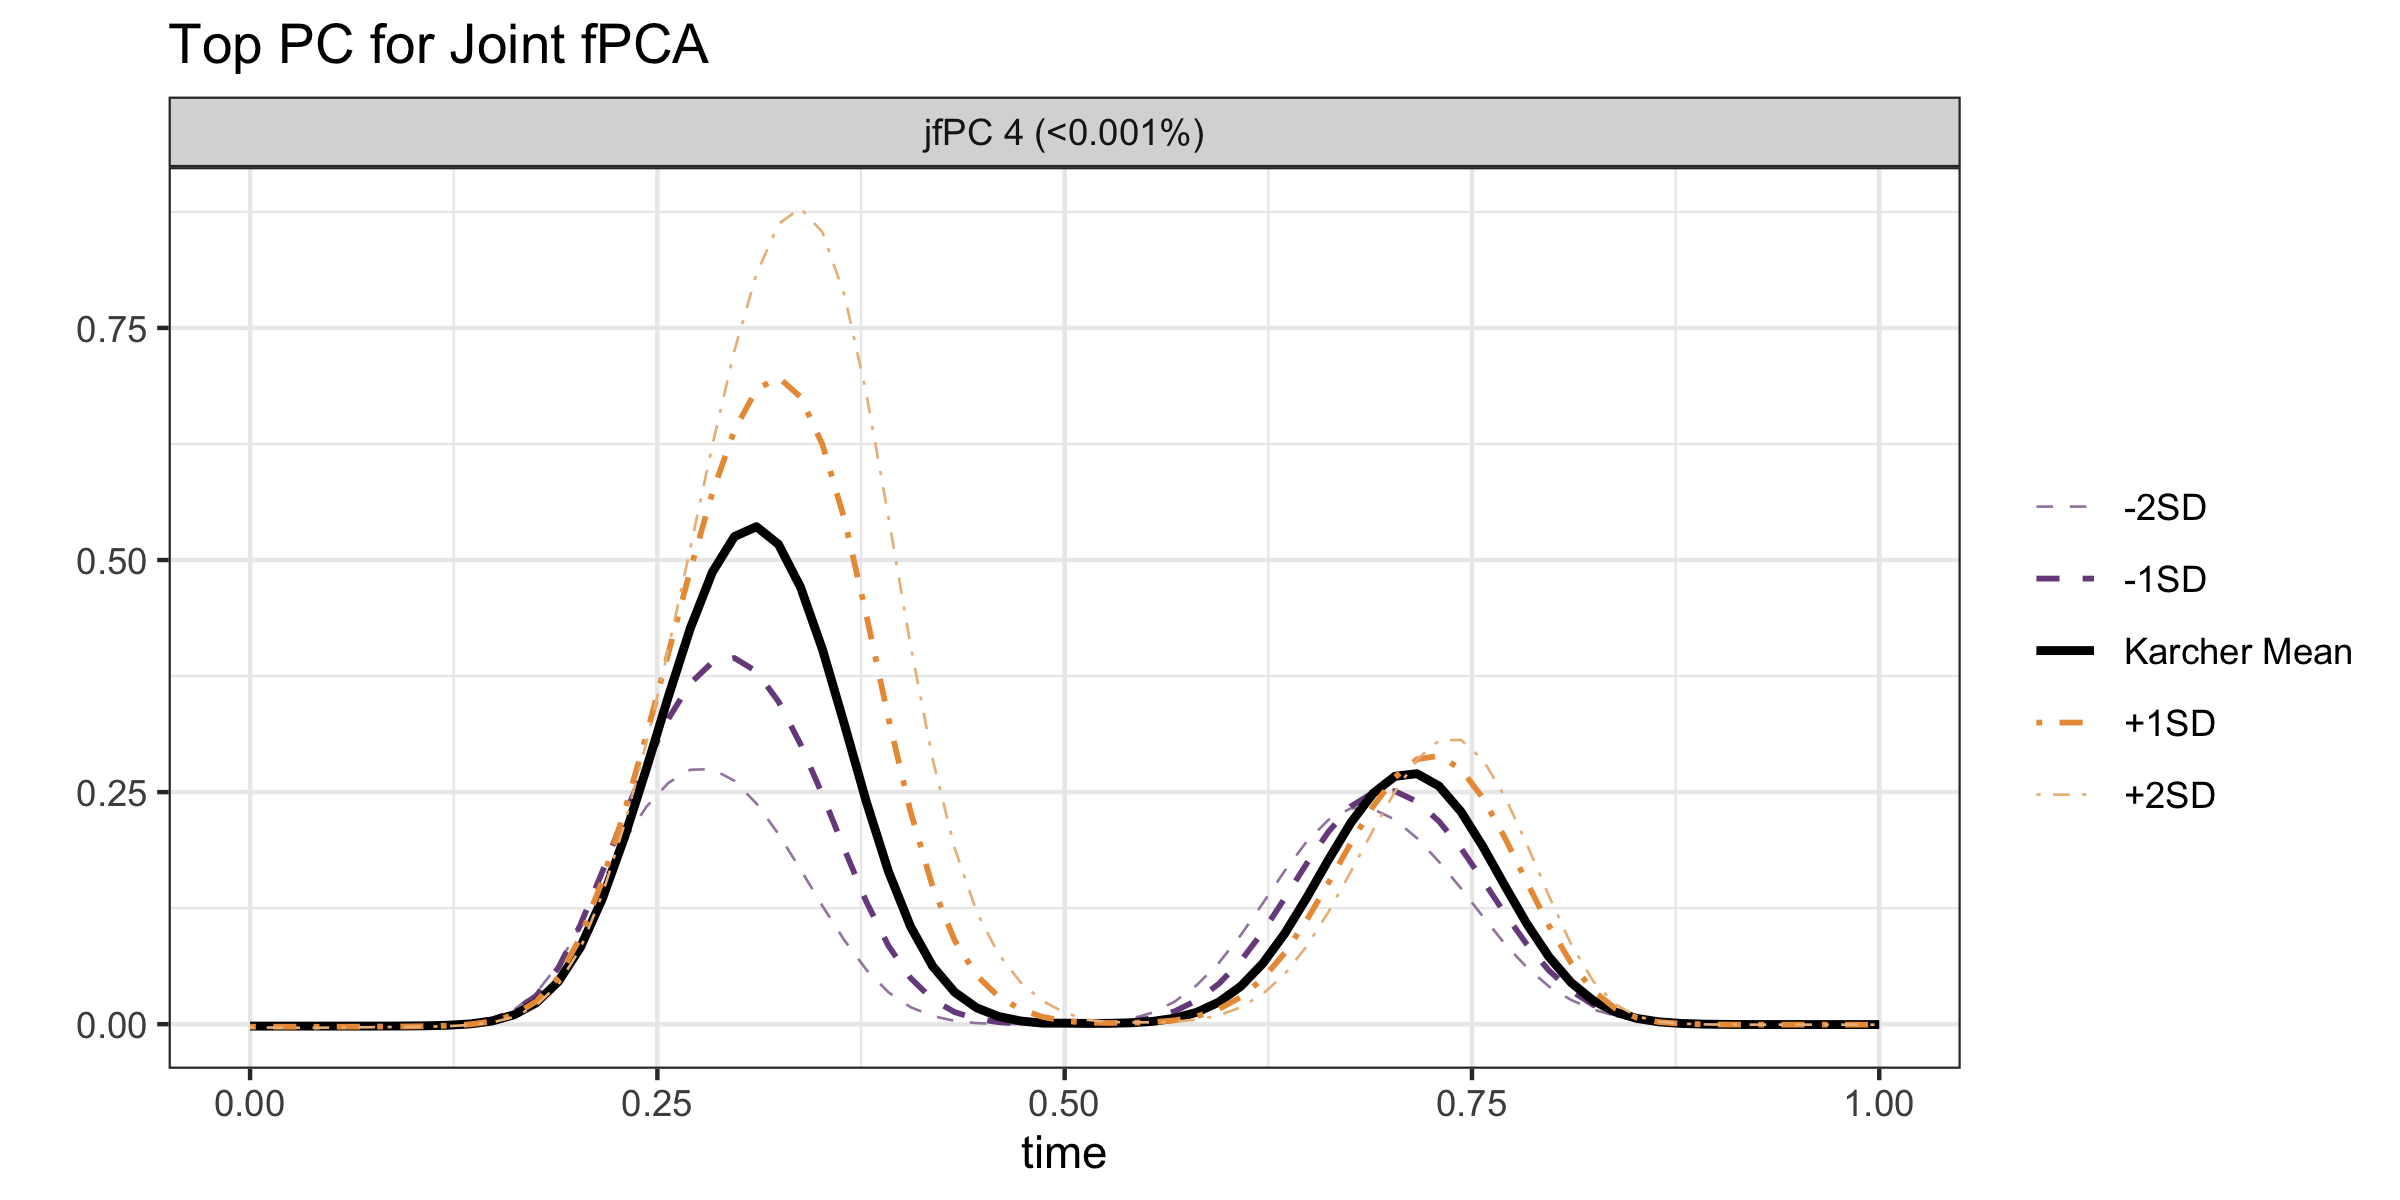 Top PC for Joint fPCA
jfPC 4 (<0.001%)
0.75
0.50
0.25
0.00
0.00 0.25 0.50 0.75 1.00
time
-2SD
-1SD
Karcher Mean
+1SD
+2SD